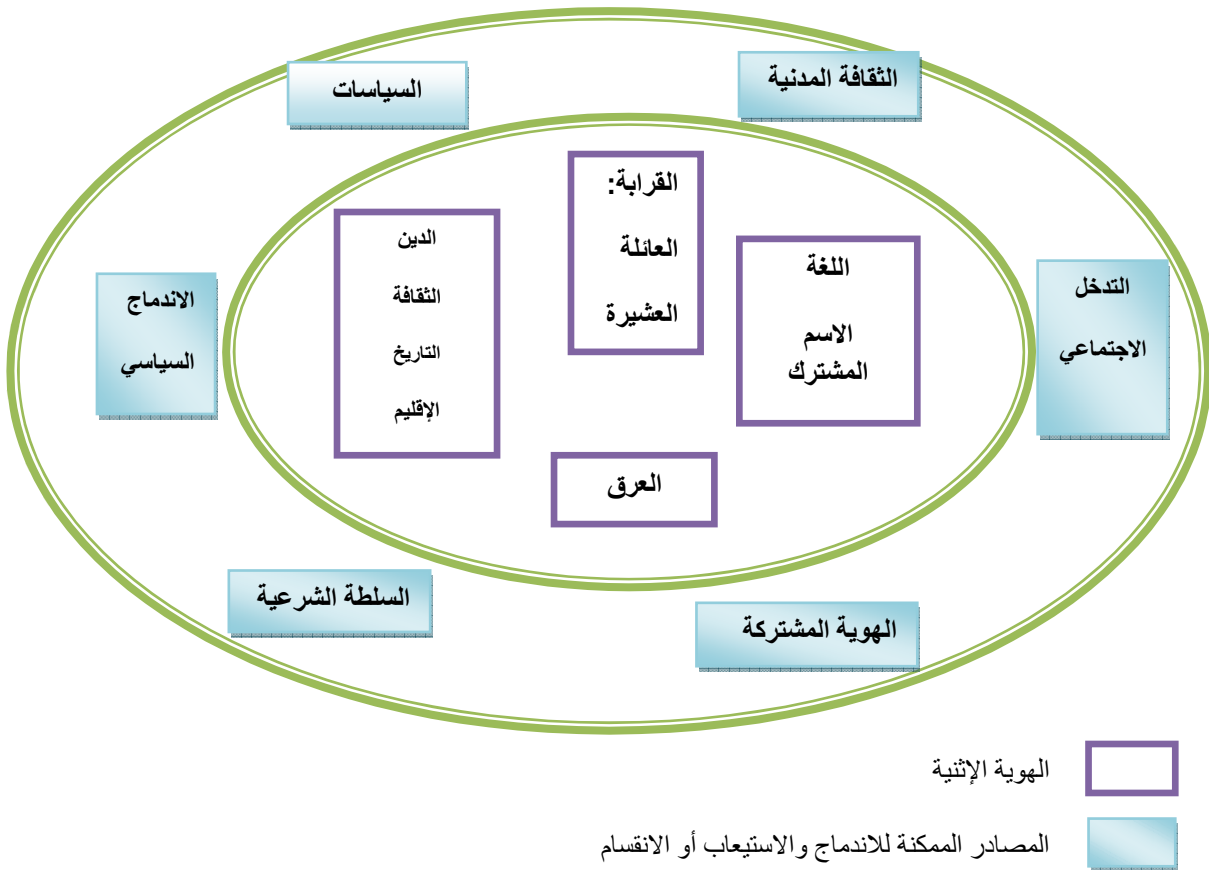 الثقافة المدنية
السياسات
القرابة:
العائلة
العشيرة
اللغة
الاسم
المشترك
الدين
الثقافة
التاريخ
الإقليم
التدخل
الاجتماعي
الاندماج
السياسي
العرق
السلطة الشرعية
الهوية المشتركة
الهوية الإثنية
المصادر الممكنة للاندماج والاستيعاب أو الانقسام